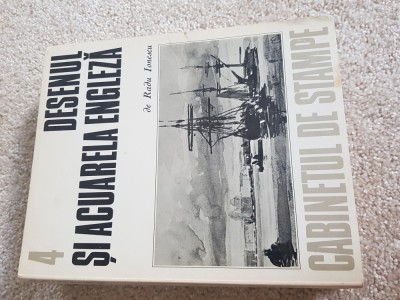 4
DESENUL
ȘI ACUARELA ENGLEZĂ
de Radu Ionescu
CABINETUL DE STAMPE